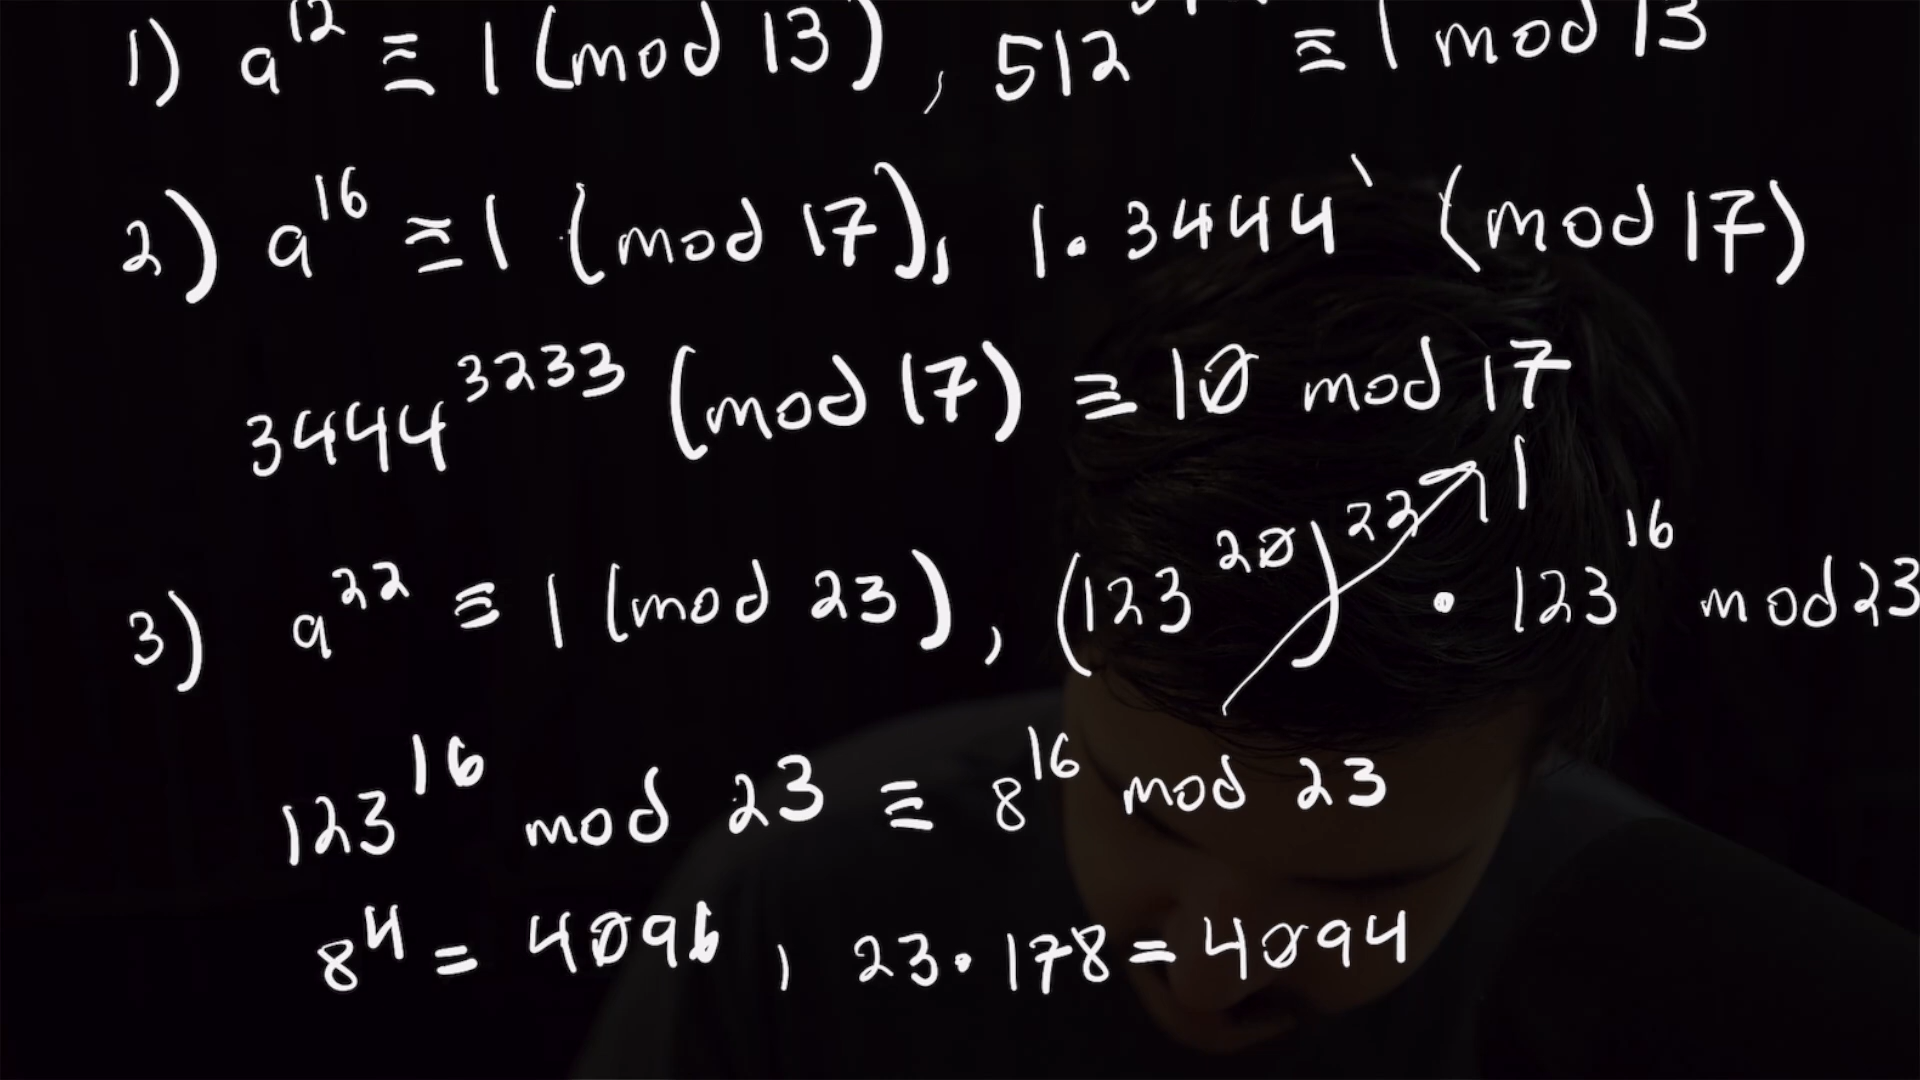 1) a^12 ≡ 1 (mod 13), 512 ≡ 1 mod 13
2) a^16 ≡ 1 (mod 17), 1 · 3444^1 (mod 17)
3444^3233 (mod 17) ≡ 10 mod 17
3) a^22 ≡ 1 (mod 23), (123^20)^22 → 1 · 123^16 mod 23
123^16 mod 23 ≡ 8^16 mod 23
8^4 = 4096, 23 · 178 = 4094